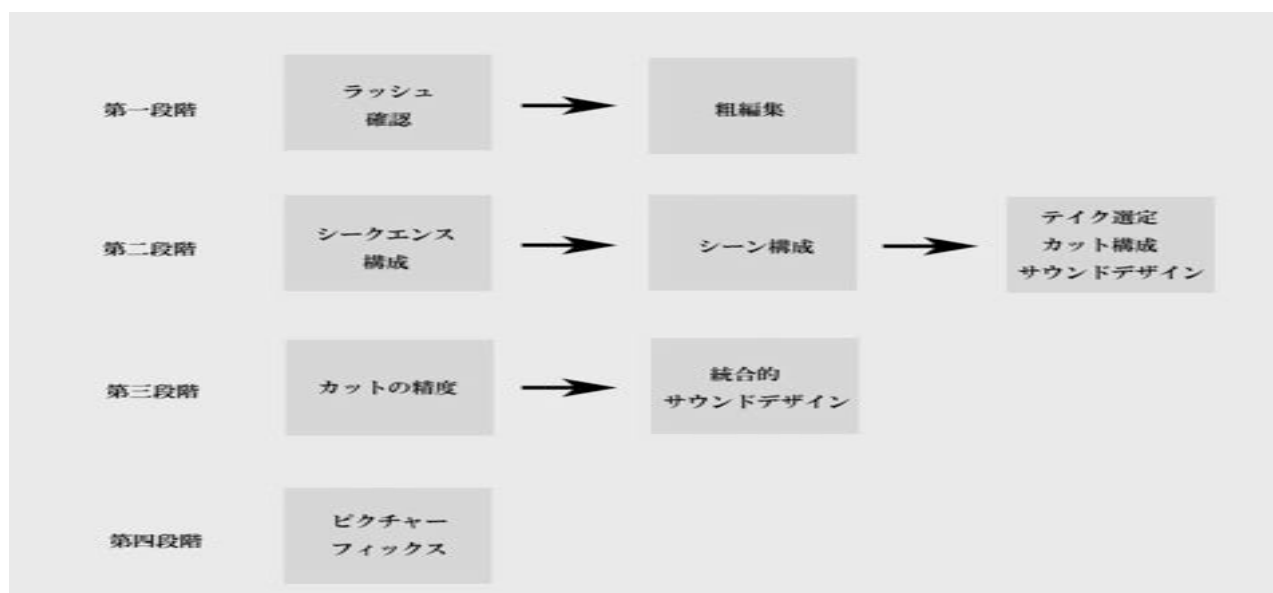 第一段階
ラッシュ
確認
粗編集
第二段階
シークエンス
構成
シーン構成
テイク選定
カット構成
サウンドデザイン
第三段階
カットの精度
統合的
サウンドデザイン
第四段階
ピクチャー
フィックス